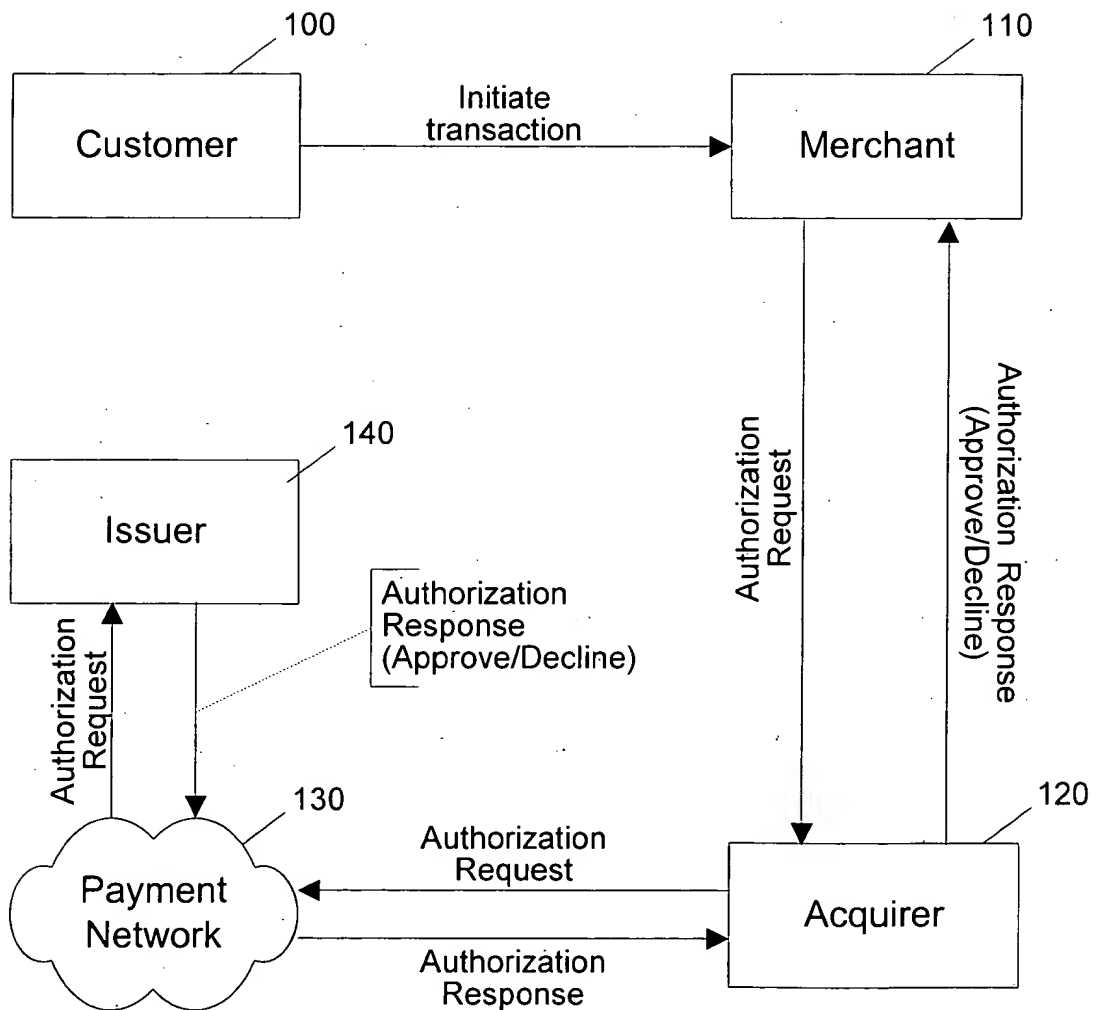 100
110
Customer
Initiate
transaction
Merchant
140
Issuer
Authorization
Response
(Approve/Decline)
Authorization
Request
Authorization
Request
Authorization Response
(Approve/Decline)
130
120
Payment
Network
Authorization
Request
Acquirer
Authorization
Response